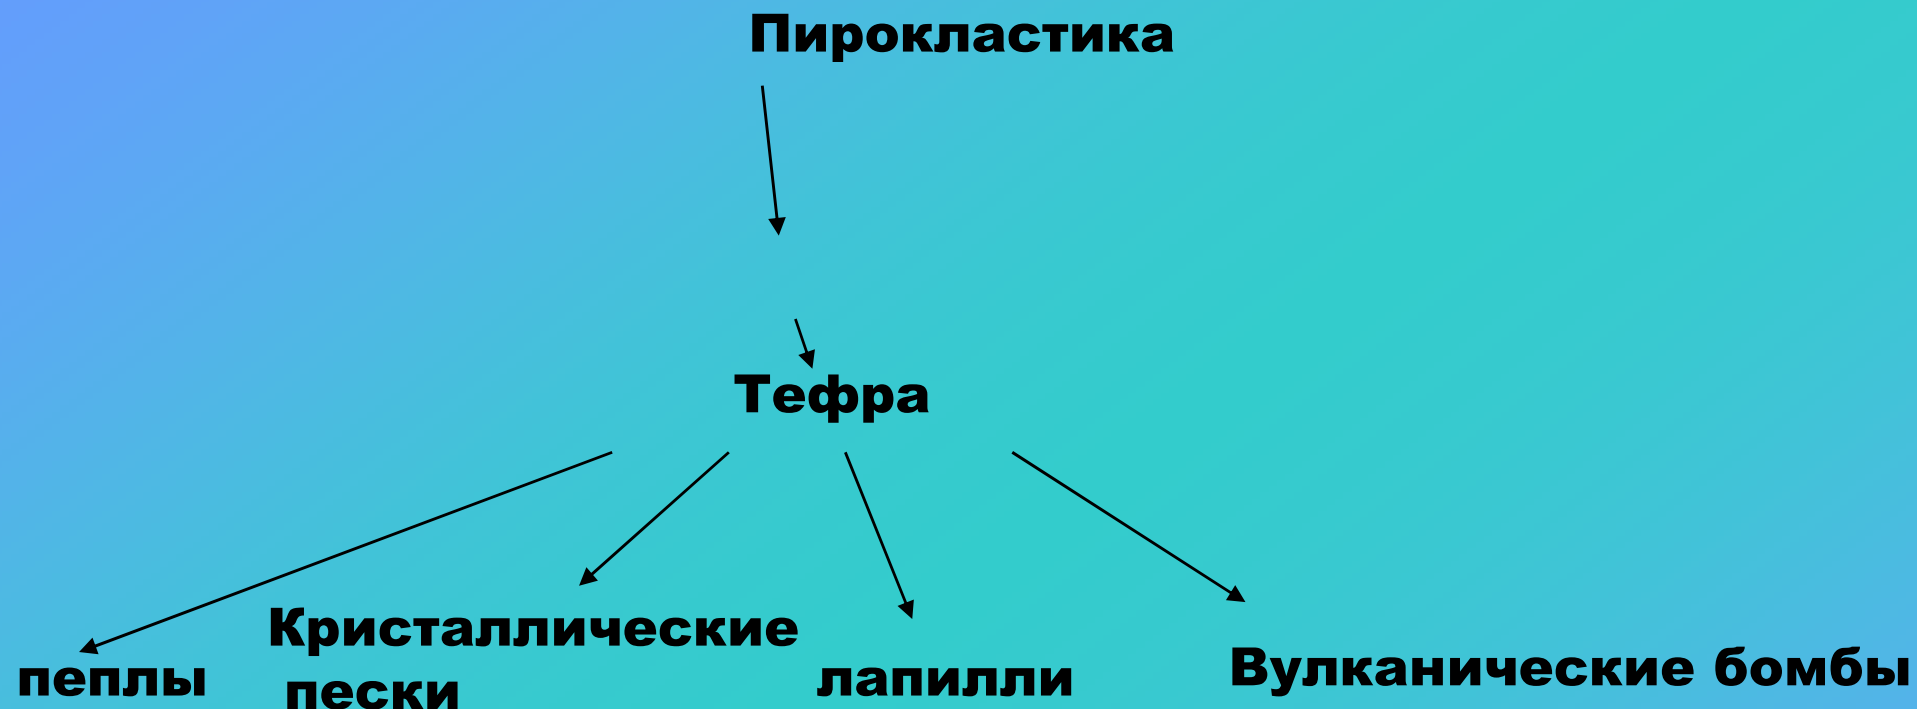 Пирокластика
Тефра
Кристаллические
пески
пеплы
лапилли
Вулканические бомбы